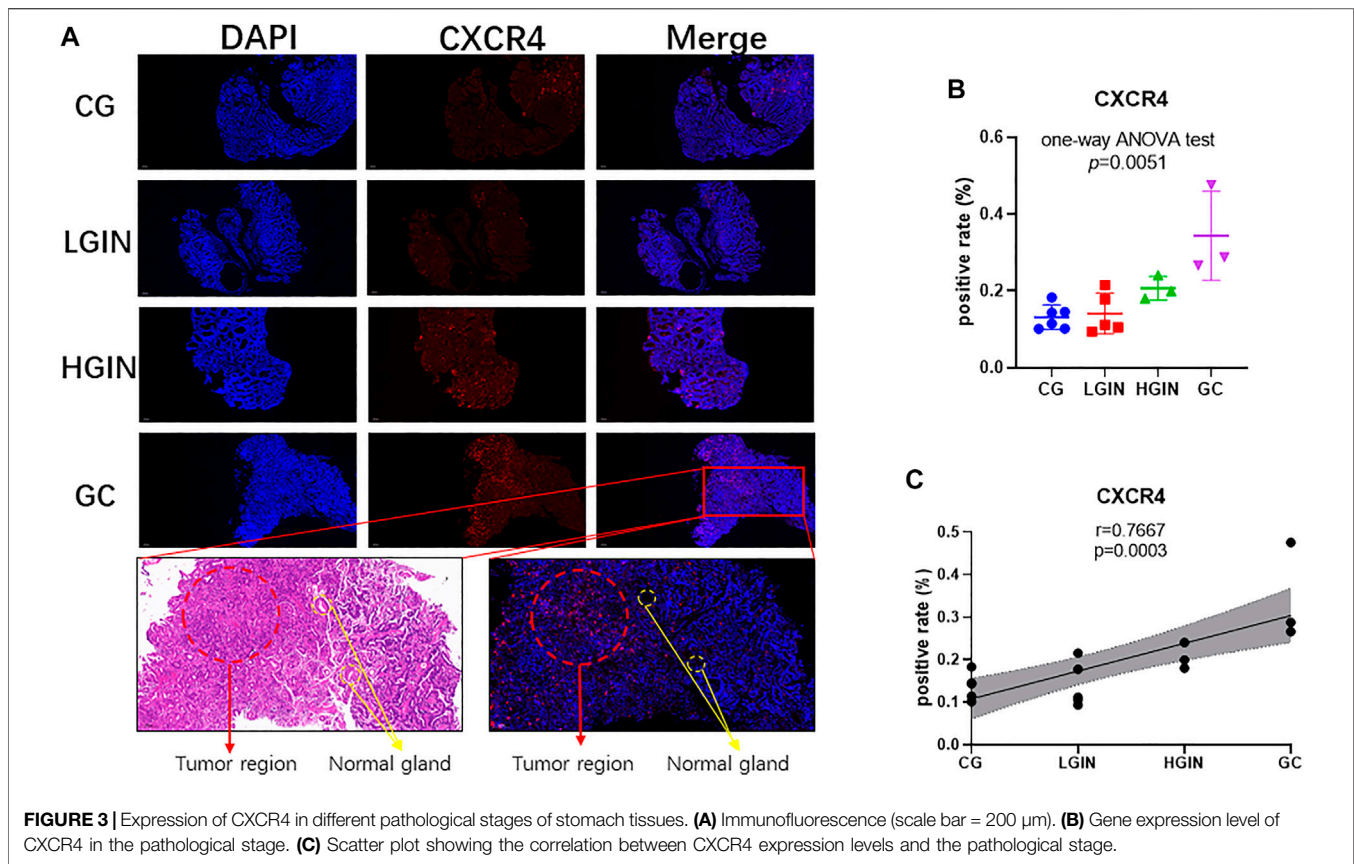 A
DAPI CXCR4 Merge
CG
LGIN
HGIN
GC
Tumor region Normal gland Tumor region Normal gland
B
CXCR4
one-way ANOVA test
p=0.0051
positive rate (%)
0.6
0.4
0.2
0.0
CG LGIN HGIN GC
C
CXCR4
r=0.7667
p=0.0003
positive rate (%)
0.5
0.4
0.3
0.2
0.1
0.0
CG LGIN HGIN GC
FIGURE 3 | Expression of CXCR4 in different pathological stages of stomach tissues. (A) Immunofluorescence (scale bar = 200 μm). (B) Gene expression level of
CXCR4 in the pathological stage. (C) Scatter plot showing the correlation between CXCR4 expression levels and the pathological stage.